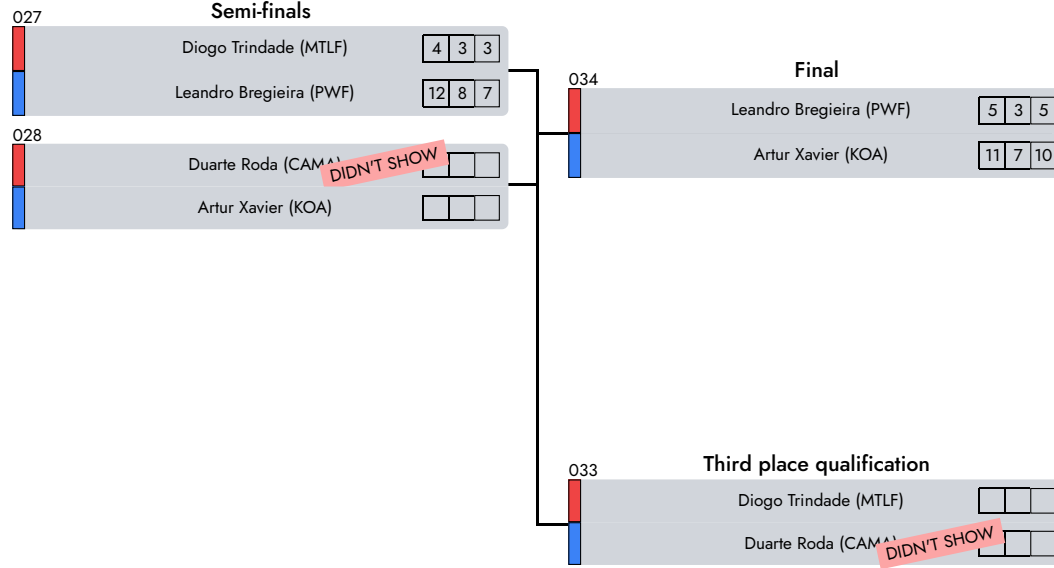 Semi-finals
027
Diogo Trindade (MTLF) 4 3 3
Leandro Bregieira (PWF) 12 8 7
028
Duarte Roda (CAMA) DIDN'T SHOW
Artur Xavier (KOA)
Final
034
Leandro Bregieira (PWF) 5 3 5
Artur Xavier (KOA) 11 7 10
Third place qualification
033
Diogo Trindade (MTLF)
Duarte Roda (CAMA) DIDN'T SHOW